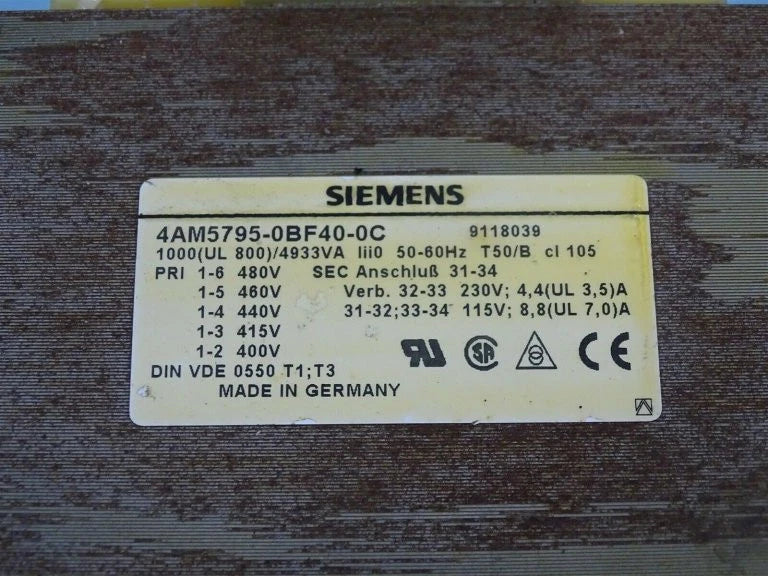 SIEMENS
4AM5795-0BF40-0C 9118039
1000(UL 800)/4933VA Iii0 50-60Hz T50/B cl 105
PRI 1-6 480V SEC Anschluß 31-34
1-5 460V Verb. 32-33 230V; 4,4(UL 3,5)A
1-4 440V 31-32;33-34 115V; 8,8(UL 7,0)A
1-3 415V
1-2 400V
DIN VDE 0550 T1;T3
MADE IN GERMANY